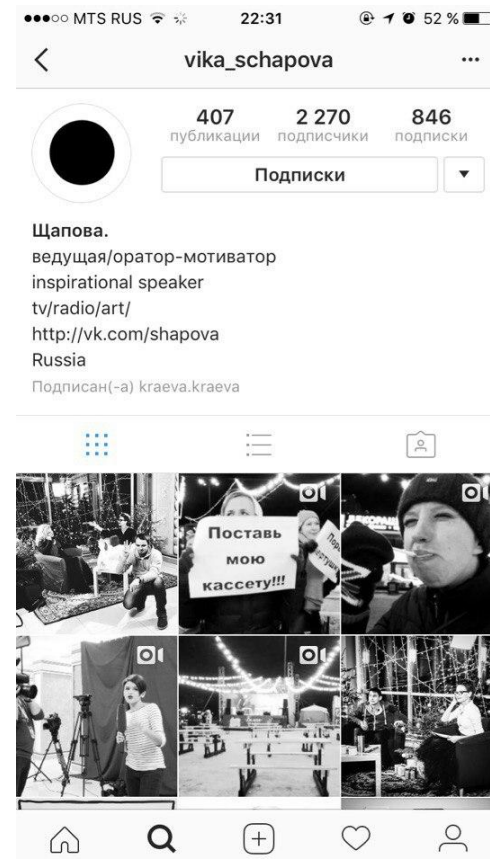 MTS RUS 22:31 52 %
vika_schapova
407 2 270 846
публикации подписчики подписки
Подписки
Щапова.
ведущая/оратор-мотиватор
inspirational speaker
tv/radio/art/
http://vk.com/shapova
Russia
Подписан(-а) kraeva.kraeva
Поставь
мою
кассету!!!